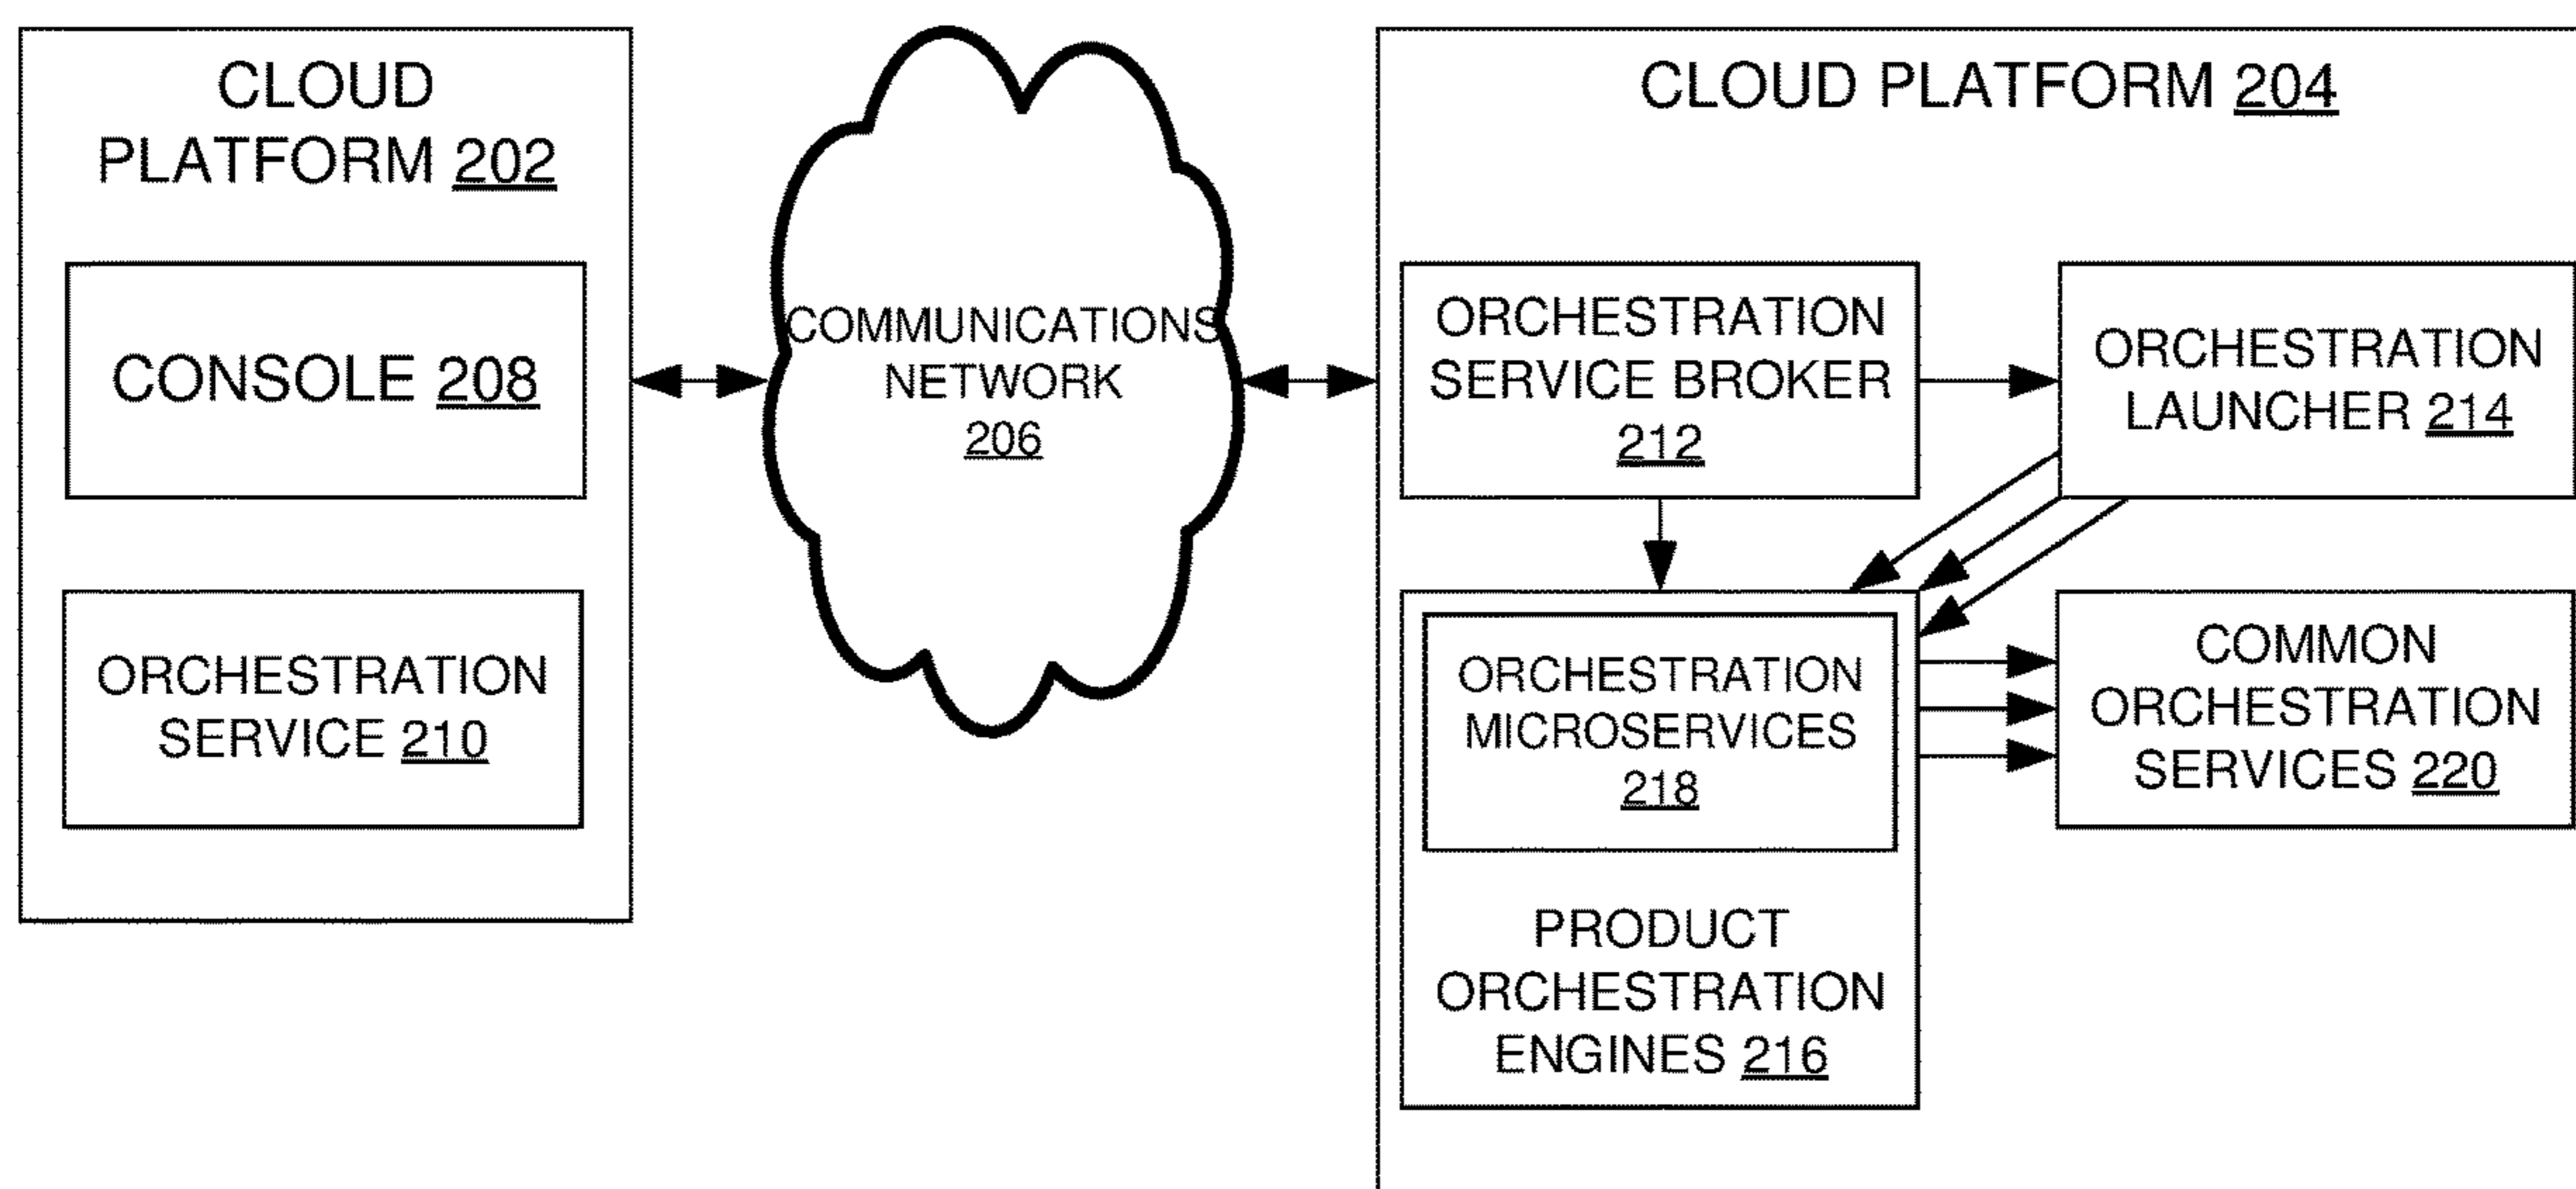 CLOUD
PLATFORM 202
CONSOLE 208
ORCHESTRATION
SERVICE 210
COMMUNICATIONS
NETWORK
206
CLOUD PLATFORM 204
ORCHESTRATION
SERVICE BROKER
212
ORCHESTRATION
LAUNCHER 214
ORCHESTRATION
MICROSERVICES
218
PRODUCT
ORCHESTRATION
ENGINES 216
COMMON
ORCHESTRATION
SERVICES 220